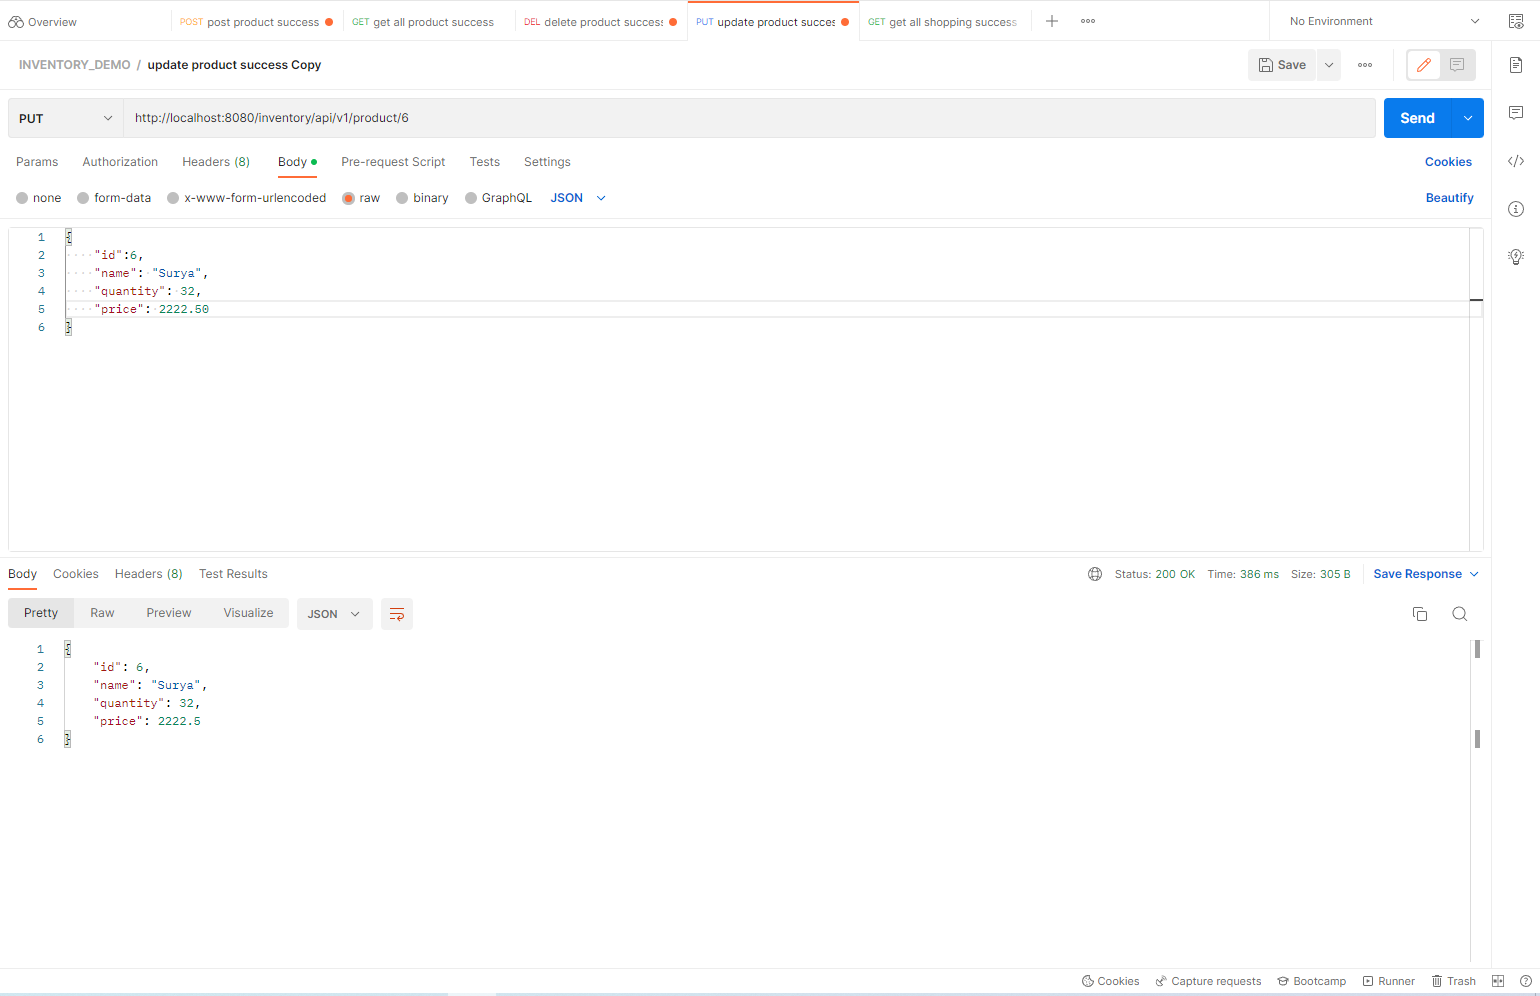 Overview POST post product success GET get all product success DEL delete product success PUT update product succes GET get all shopping success No Environment
INVENTORY_DEMO / update product success Copy Save
PUT http://localhost:8080/inventory/api/v1/product/6 Send
Params Authorization Headers (8) Body Pre-request Script Tests Settings Cookies
none form-data x-www-form-urlencoded raw binary GraphQL JSON Beautify
1 {
2 "id":6,
3 "name": "Surya",
4 "quantity": 32,
5 "price": 2222.50
6 }
Body Cookies Headers (8) Test Results Status: 200 OK Time: 386 ms Size: 305 B Save Response
Pretty Raw Preview Visualize JSON
1 {
2 "id": 6,
3 "name": "Surya",
4 "quantity": 32,
5 "price": 2222.5
6 }
Cookies Capture requests Bootcamp Runner Trash